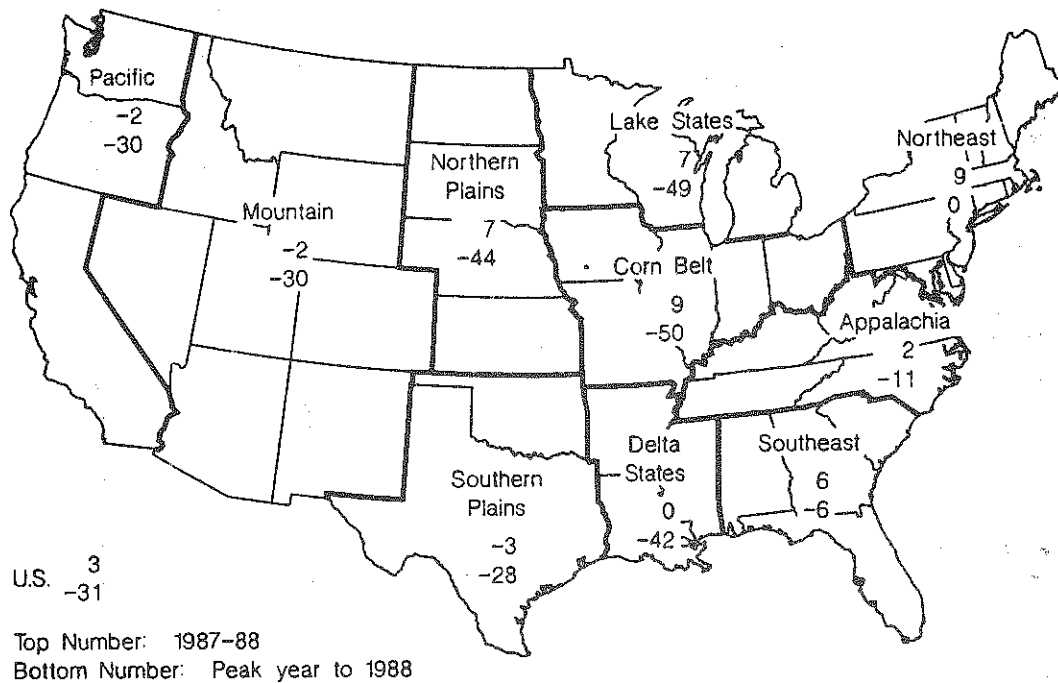 Pacific
-2
-30
Mountain
-2
-30
Northern
Plains
7
-44
Lake States
7
-49
Corn Belt
9
-50
Northeast
9
0
Appalachia
2
-11
Southeast
6
-6
Delta
States
0
-42
Southern
Plains
-3
-28
U.S. 3
-31
Top Number: 1987-88
Bottom Number: Peak year to 1988